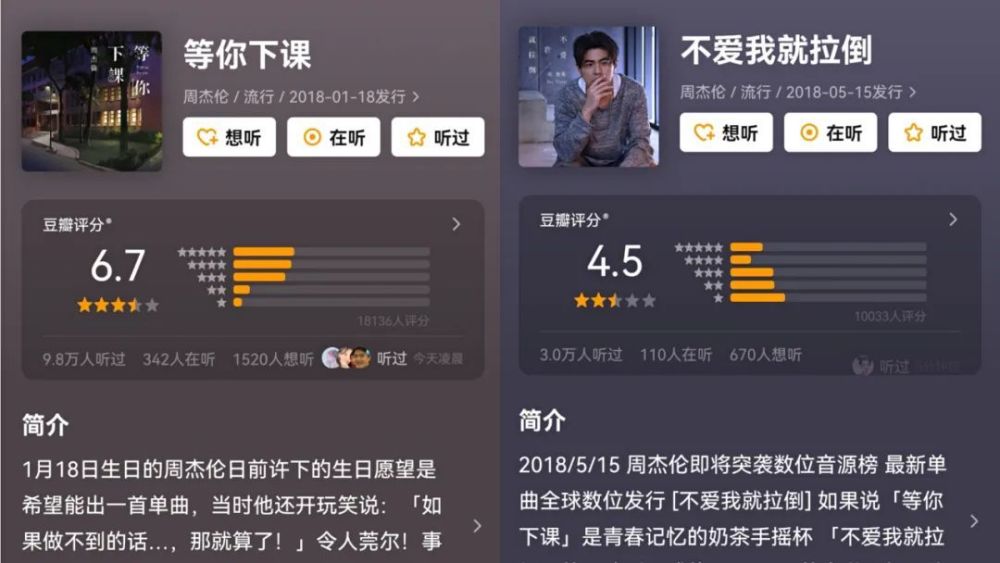 等你
下課
周杰倫
等你下课
周杰伦 / 流行 / 2018-01-18发行 >
想听
在听
听过
豆瓣评分
6.7
18136人评分
9.8万人听过 342人在听 1520人想听 听过 今天凌晨
简介
1月18日生日的周杰伦日前许下的生日愿望是
希望能出一首单曲，当时他还开玩笑说：「如
果做不到的话...，那就算了！」令人莞尔！事
不爱我就拉倒
周杰伦 / 流行 / 2018-05-15发行 >
想听
在听
听过
豆瓣评分
4.5
10033人评分
3.0万人听过 110人在听 670人想听
听过
简介
2018/5/15 周杰伦即将突袭数位音源榜 最新单
曲全球数位发行 [不爱我就拉倒] 如果说「等你
下课」是青春记忆的奶茶手摇杯 「不爱我就拉